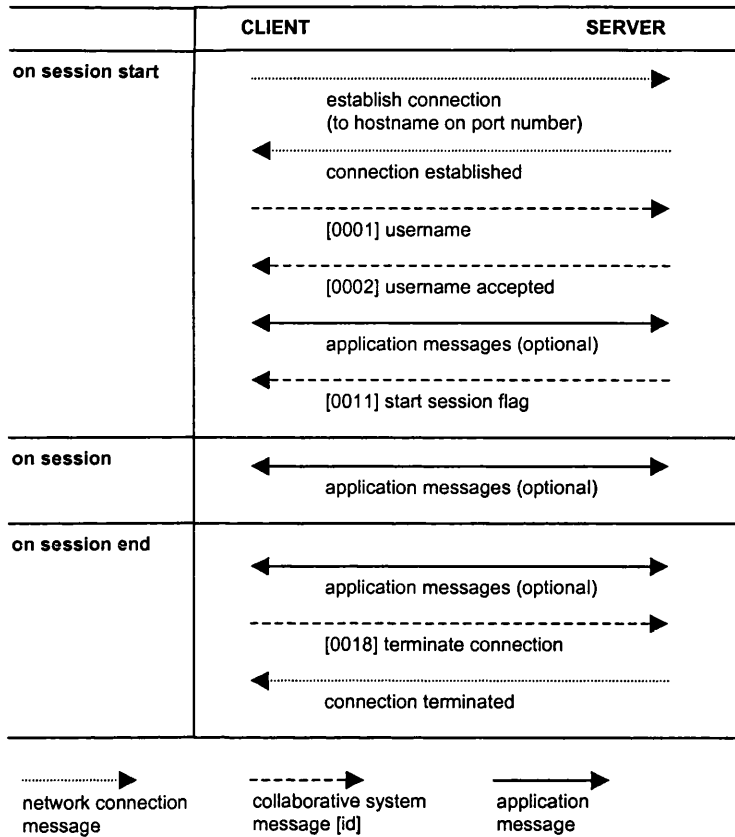 CLIENT SERVER
on session start
establish connection
(to hostname on port number)
connection established
[0001] username
[0002] username accepted
application messages (optional)
[0011] start session flag
on session
application messages (optional)
on session end
application messages (optional)
[0018] terminate connection
connection terminated
network connection
message
collaborative system
message [id]
application
message